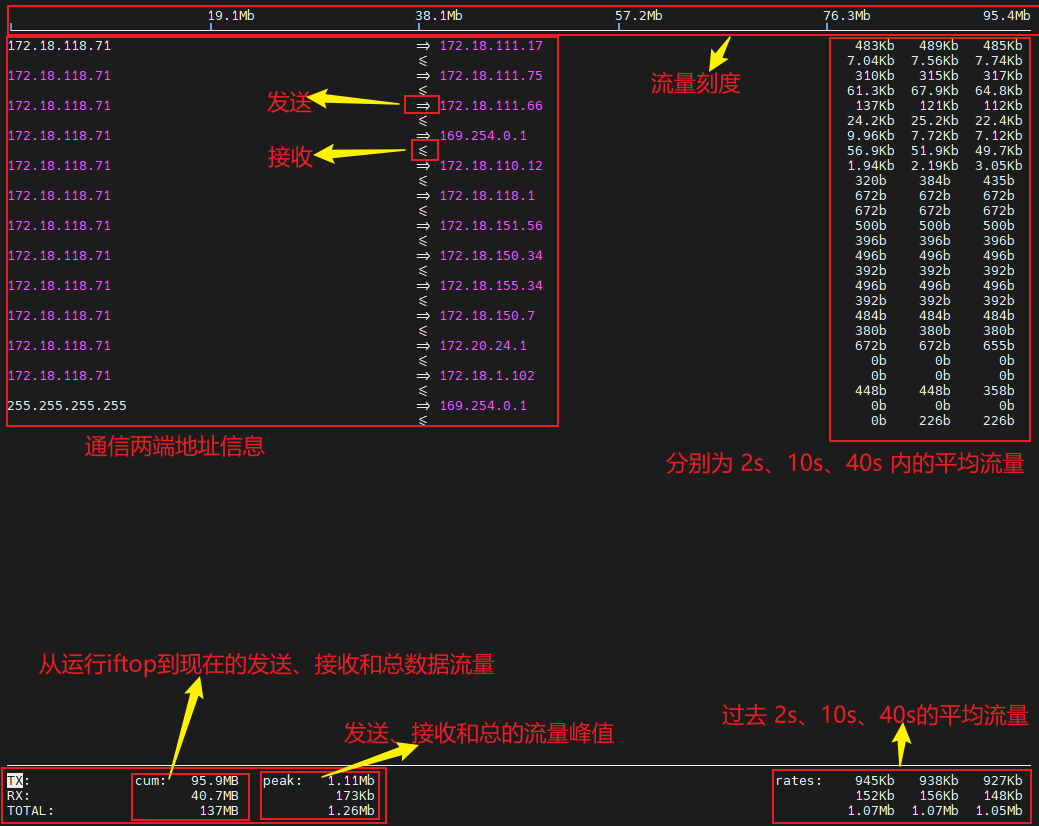 19.1Mb 38.1Mb 57.2Mb 76.3Mb 95.4Mb
172.18.118.71 => 172.18.111.17 483Kb 489Kb 485Kb
<= 7.04Kb 7.56Kb 7.74Kb
172.18.118.71 => 172.18.111.75 310Kb 315Kb 317Kb
流量刻度
<= 61.3Kb 67.9Kb 64.8Kb
发送
172.18.118.71 => 172.18.111.66 137Kb 121Kb 112Kb
<= 24.2Kb 25.2Kb 22.4Kb
172.18.118.71 => 169.254.0.1 9.96Kb 7.72Kb 7.12Kb
接收
<= 56.9Kb 51.9Kb 49.7Kb
172.18.118.71 => 172.18.110.12 1.94Kb 2.19Kb 3.05Kb
<= 320b 384b 435b
172.18.118.71 => 172.18.118.1 672b 672b 672b
<= 672b 672b 672b
172.18.118.71 => 172.18.151.56 500b 500b 500b
<= 396b 396b 396b
172.18.118.71 => 172.18.150.34 496b 496b 496b
<= 392b 392b 392b
172.18.118.71 => 172.18.155.34 496b 496b 496b
<= 392b 392b 392b
172.18.118.71 => 172.18.150.7 484b 484b 484b
<= 380b 380b 380b
172.18.118.71 => 172.20.24.1 672b 672b 655b
<= 0b 0b 0b
172.18.118.71 => 172.18.1.102 0b 0b 0b
<= 448b 448b 358b
255.255.255.255 => 169.254.0.1 0b 0b 0b
<= 0b 226b 226b
通信两端地址信息
分别为 2s、10s、40s 内的平均流量
从运行iftop到现在的发送、接收和总数据流量
过去 2s、10s、40s的平均流量
发送、接收和总的流量峰值
TX: cum: 95.9MB peak: 1.11Mb rates: 945Kb 938Kb 927Kb
RX: 40.7MB 173Kb 152Kb 156Kb 148Kb
TOTAL: 137MB 1.26Mb 1.07Mb 1.07Mb 1.05Mb